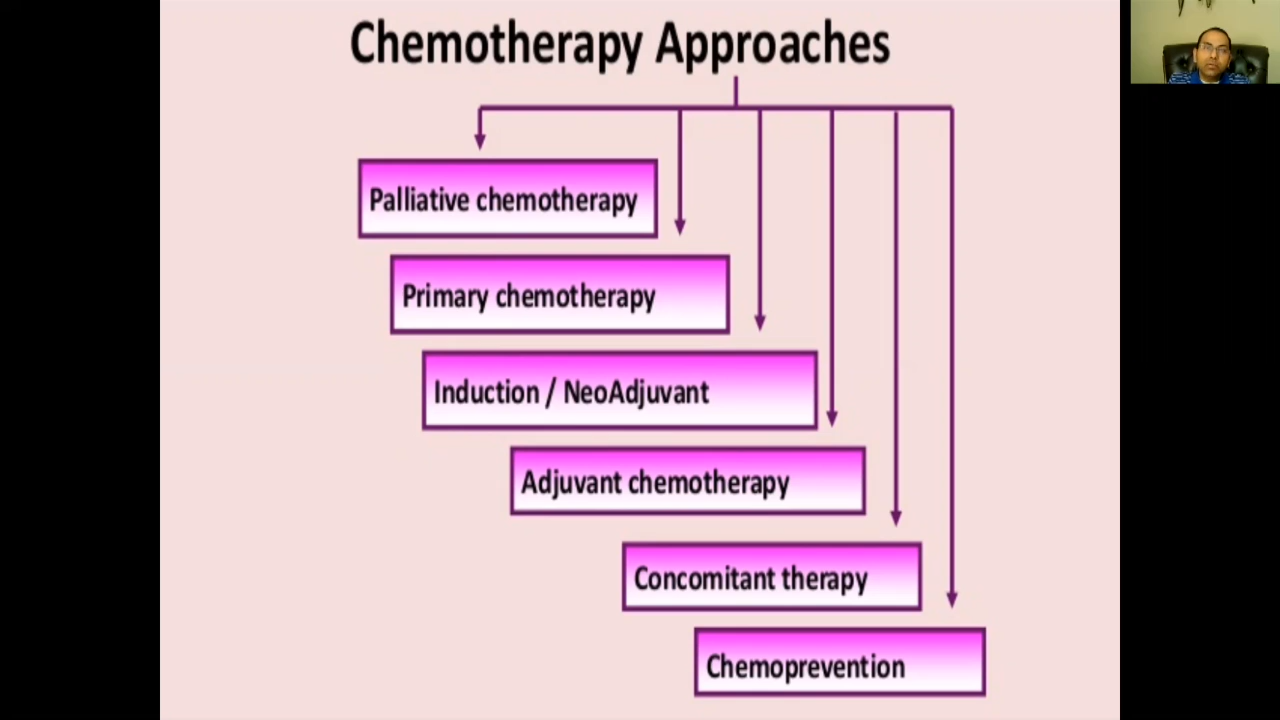 Chemotherapy Approaches
Palliative chemotherapy
Primary chemotherapy
Induction / NeoAdjuvant
Adjuvant chemotherapy
Concomitant therapy
Chemoprevention